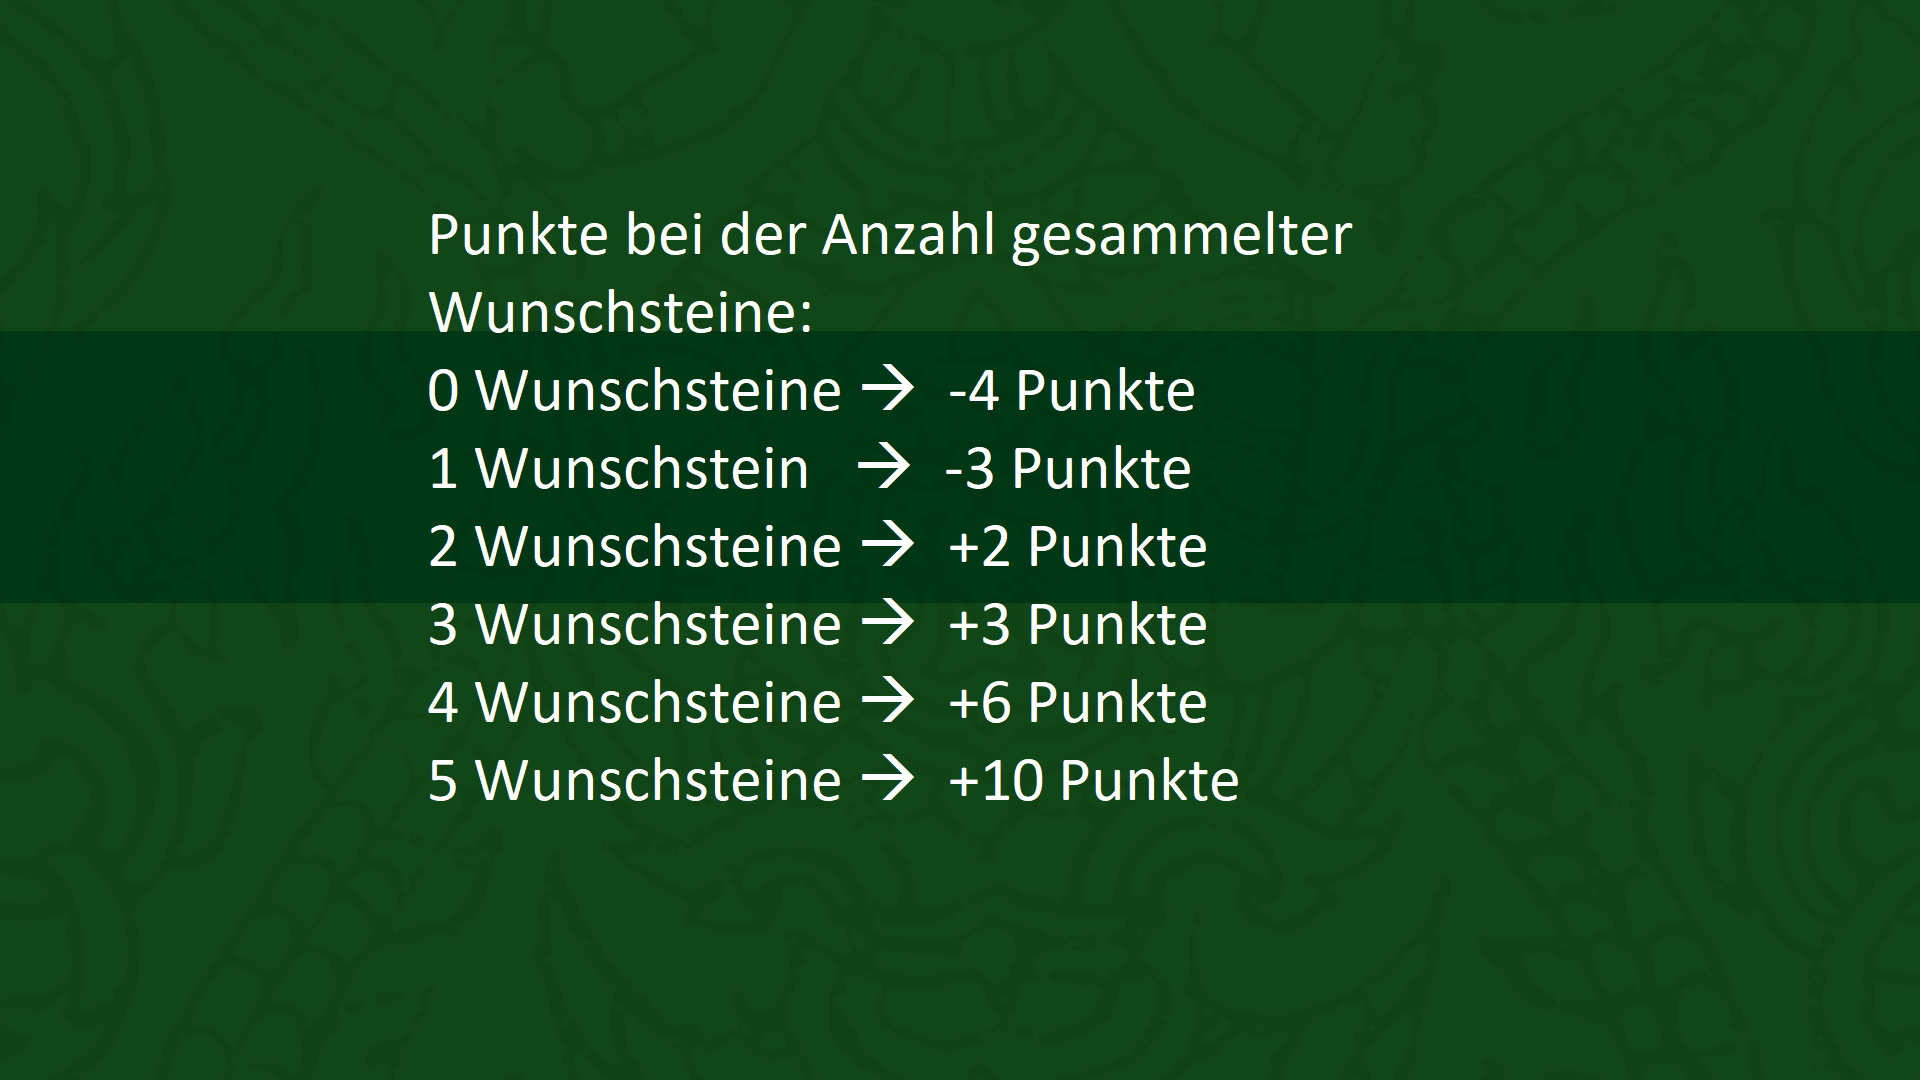 Punkte bei der Anzahl gesammelter
Wunschsteine:
0 Wunschsteine → -4 Punkte
1 Wunschstein → -3 Punkte
2 Wunschsteine → +2 Punkte
3 Wunschsteine → +3 Punkte
4 Wunschsteine → +6 Punkte
5 Wunschsteine → +10 Punkte